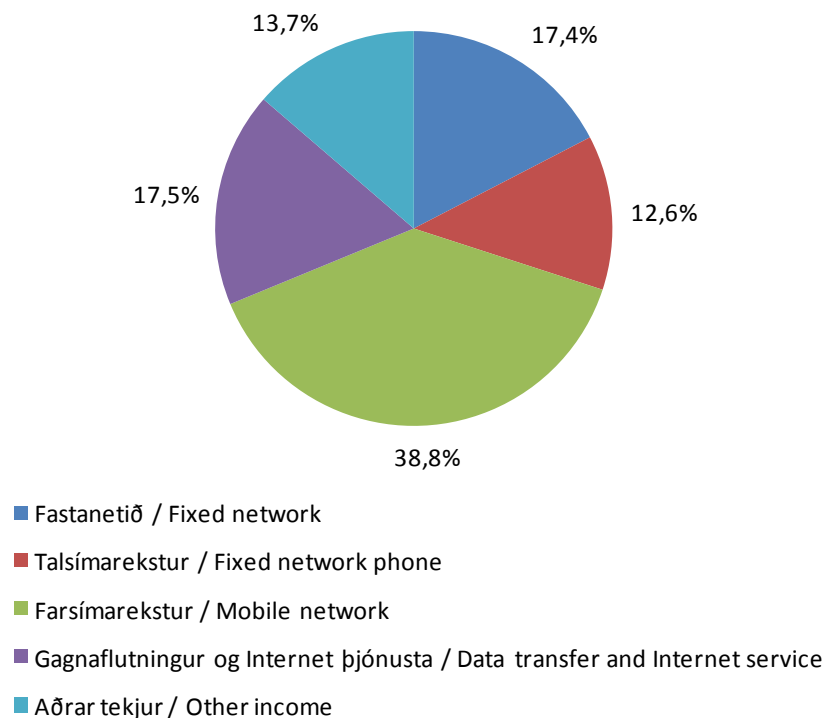 13,7%
17,4%
17,5%
12,6%
38,8%
Fastanetið / Fixed network
Talsímarekstur / Fixed network phone
Farsímarekstur / Mobile network
Gagnaflutningur og Internet þjónusta / Data transfer and Internet service
Aðrar tekjur / Other income